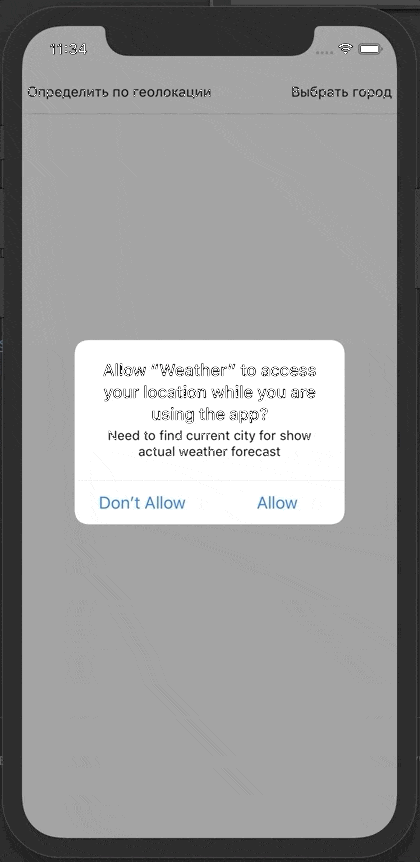 11:34
Определить по геолокации Выбрать город
Allow “Weather” to access
your location while you are
using the app?
Need to find current city for show
actual weather forecast
Don’t Allow Allow